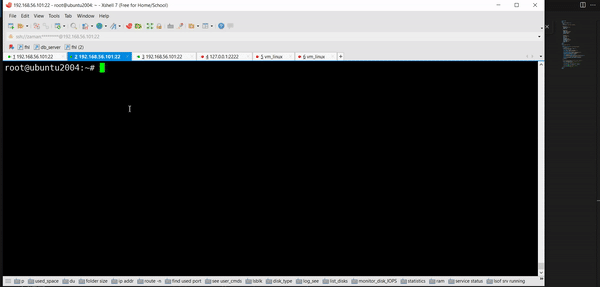 192.168.56.101:22 - root@ubuntu2004: ~ - Xshell 7 (Free for Home/School)
File Edit View Tools Tab Window Help
ssh://vaman:********@192.168.56.101:22
fhl db_server fhl (2)
1 192.168.56.101:22 2 192.168.56.101:22 3 192.168.56.101:22 4 127.0.0.1:2222 5 vm_linux 6 vm_linux +
root@ubuntu2004:~#
p used_space du folder size ip addr route -n find used port see user_cmds lsblk disk_type log_see list_disks monitor_disk_IOPS statistics ram service status lsof srv running